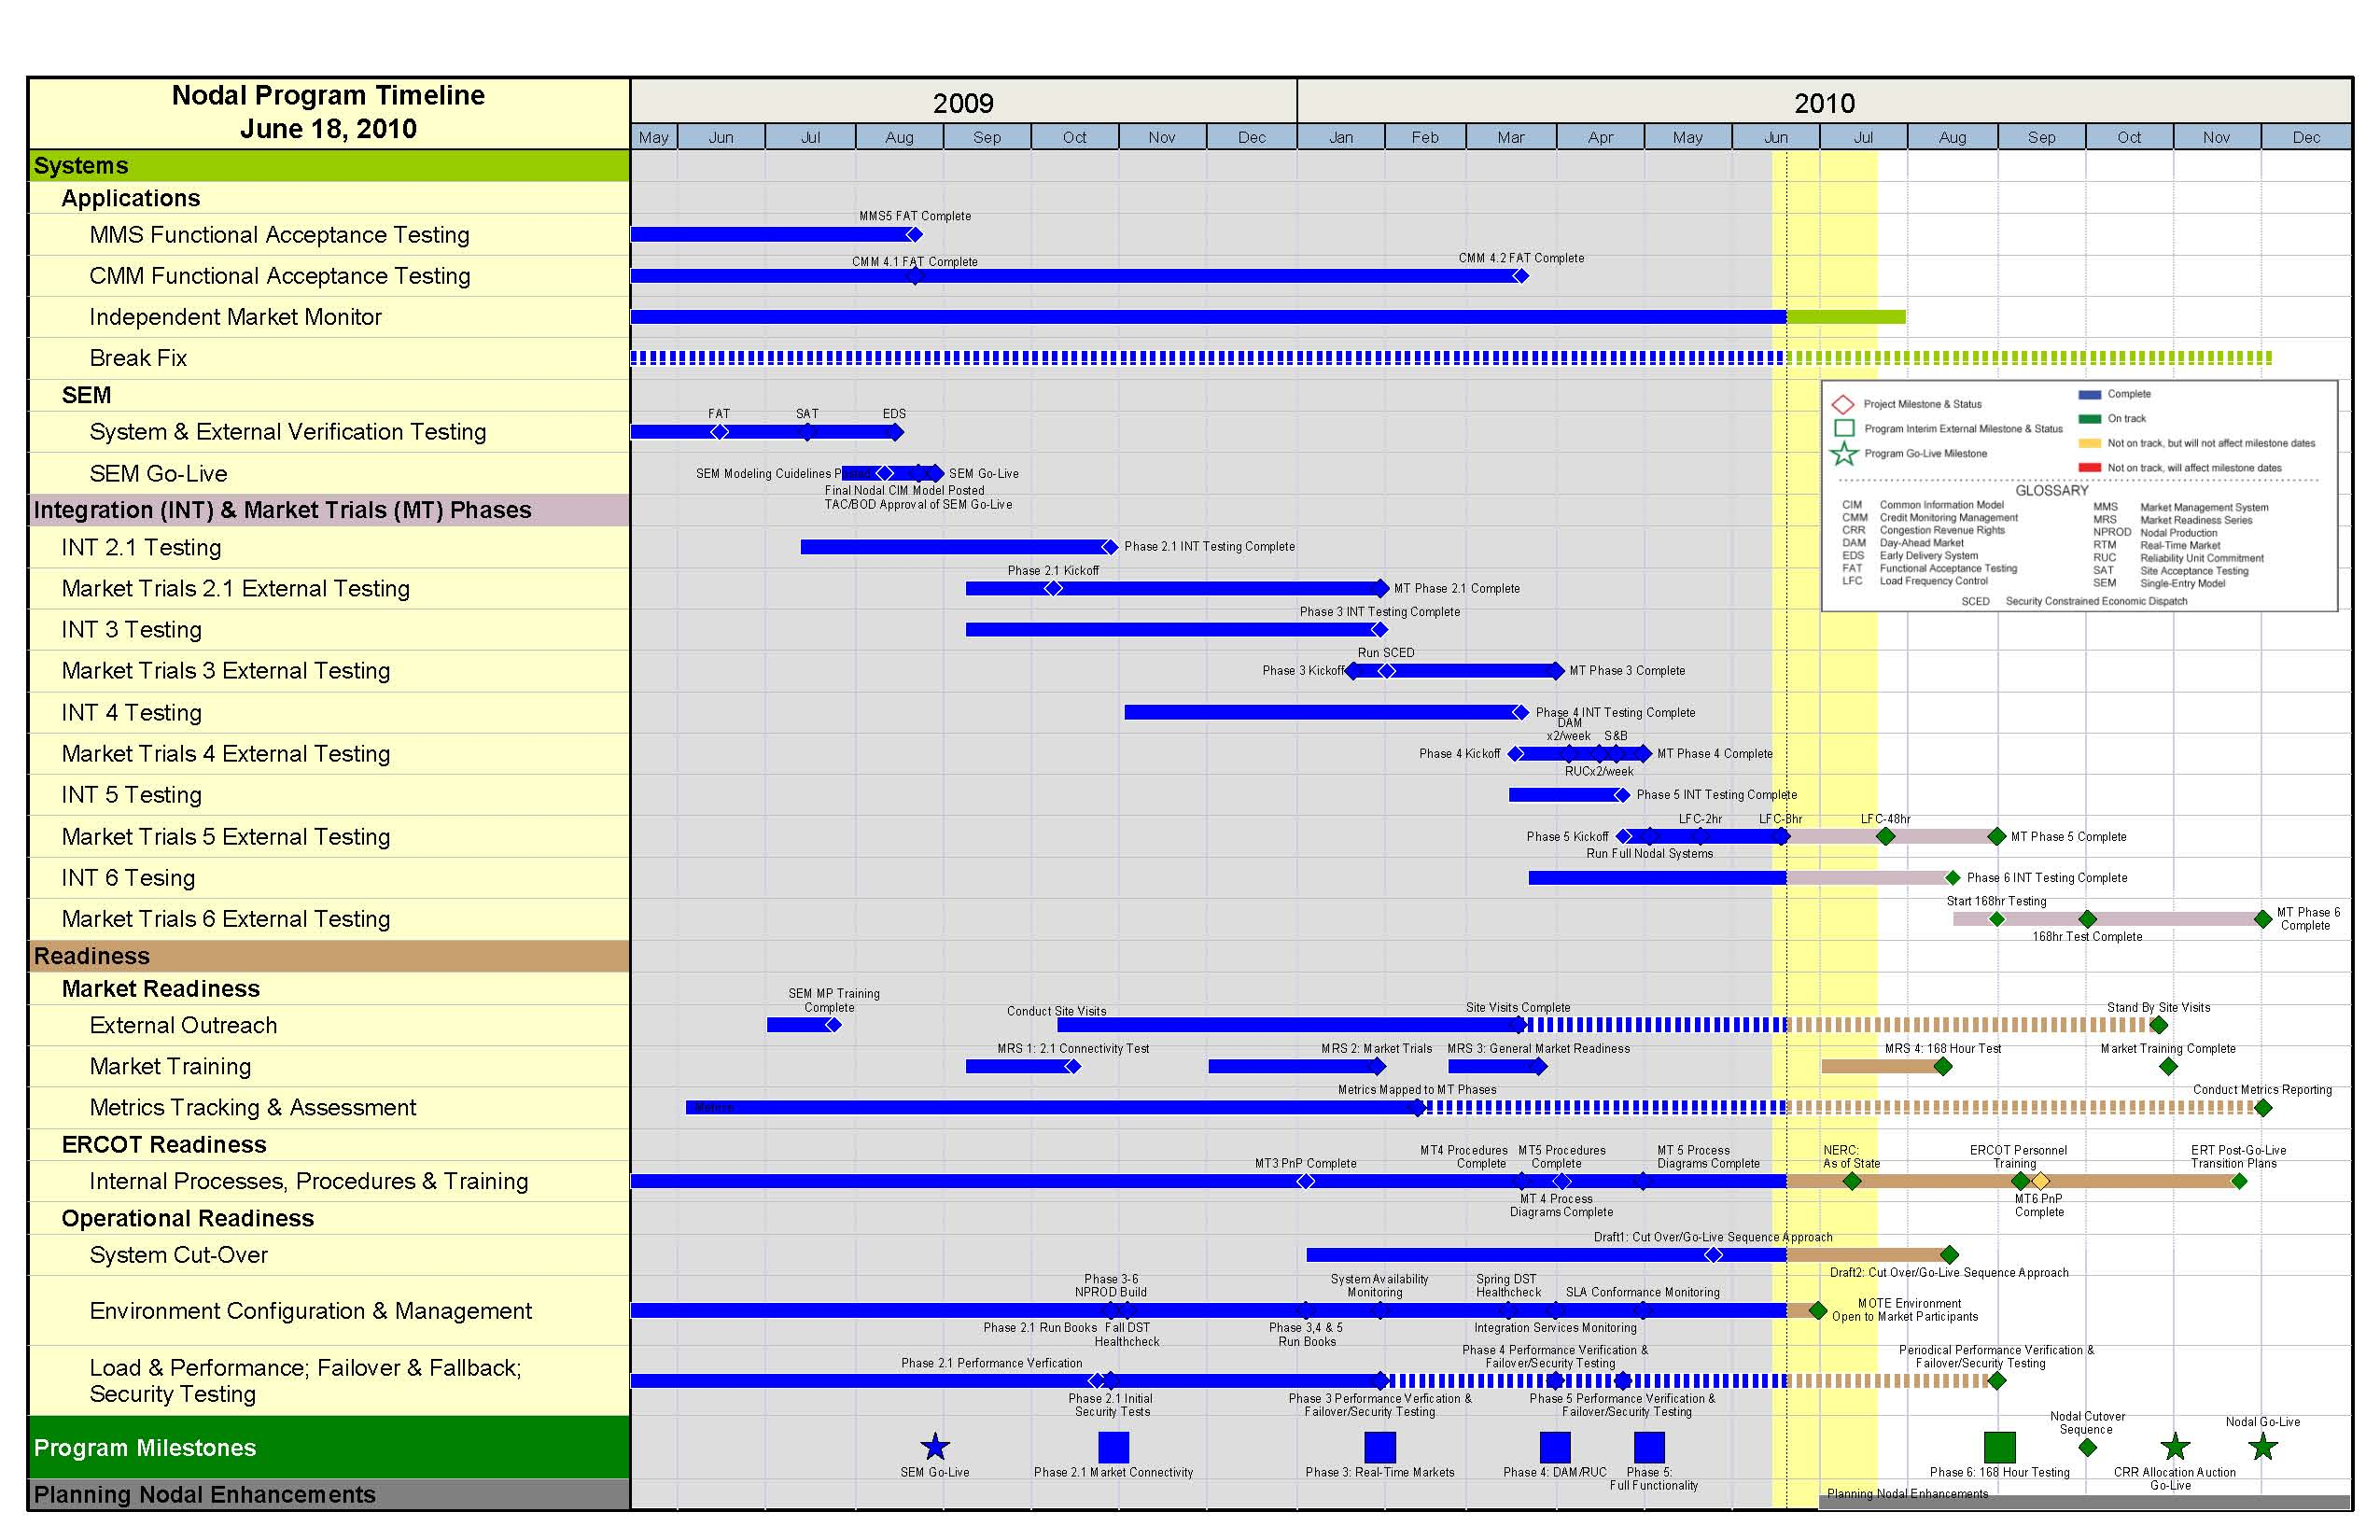 Nodal Program Timeline
June 18, 2010
2009
2010
May Jun Jul Aug Sep Oct Nov Dec Jan Feb Mar Apr May Jun Jul Aug Sep Oct Nov Dec
Systems
Applications
MMS5 FAT Complete
MMS Functional Acceptance Testing
CMM 4.1 FAT Complete
CMM 4.2 FAT Complete
CMM Functional Acceptance Testing
Independent Market Monitor
Break Fix
SEM
FAT SAT EDS
System & External Verification Testing
SEM Go-Live
SEM Modeling Cuidelines Posted
SEM Go-Live
Final Nodal CIM Model Posted
TAC/BOD Approval of SEM Go-Live
Project Milestone & Status
Program Interim External Milestone & Status
Program Go-Live Milestone
Complete
On track
Not on track, but will not affect milestone dates
Not on track, will affect milestone dates
GLOSSARY
CIM Common Information Model
CMM Credit Monitoring Management
CRR Congestion Revenue Rights
DAM Day-Ahead Market
EDS Early Delivery System
FAT Functional Acceptance Testing
LFC Load Frequency Control
MMS Market Management System
MRS Market Readiness Series
NPROD Nodal Production
RTM Real-Time Market
RUC Reliability Unit Commitment
SAT Site Acceptance Testing
SEM Single-Entry Model
SCED Security Constrained Economic Dispatch
Integration (INT) & Market Trials (MT) Phases
INT 2.1 Testing
Phase 2.1 INT Testing Complete
Phase 2.1 Kickoff
Market Trials 2.1 External Testing
MT Phase 2.1 Complete
Phase 3 INT Testing Complete
INT 3 Testing
Run SCED
Market Trials 3 External Testing
Phase 3 Kickoff
MT Phase 3 Complete
INT 4 Testing
Phase 4 INT Testing Complete
DAM
x2/week
S&B
Market Trials 4 External Testing
Phase 4 Kickoff
MT Phase 4 Complete
RUCx2/week
INT 5 Testing
Phase 5 INT Testing Complete
LFC-2hr
LFC-8hr
LFC-48hr
Market Trials 5 External Testing
Phase 5 Kickoff
MT Phase 5 Complete
Run Full Nodal Systems
INT 6 Tesing
Phase 6 INT Testing Complete
Start 168hr Testing
Market Trials 6 External Testing
MT Phase 6
Complete
168hr Test Complete
Readiness
Market Readiness
SEM MP Training
Complete
Conduct Site Visits
Site Visits Complete
Stand By Site Visits
External Outreach
MRS 1: 2.1 Connectivity Test
MRS 2: Market Trials
MRS 3: General Market Readiness
MRS 4: 168 Hour Test
Market Training Complete
Market Training
Metrics Mapped to MT Phases
Conduct Metrics Reporting
Metrics Tracking & Assessment
Metrics
ERCOT Readiness
MT3 PnP Complete
MT4 Procedures
Complete
MT5 Procedures
Complete
MT 5 Process
Diagrams Complete
NERC:
As of State
ERCOT Personnel
Training
ERT Post-Go-Live
Transition Plans
Internal Processes, Procedures & Training
MT 4 Process
Diagrams Complete
MT6 PnP
Complete
Operational Readiness
Draft1: Cut Over/Go-Live Sequence Approach
System Cut-Over
Draft2: Cut Over/Go-Live Sequence Approach
Phase 3-6
NPROD Build
System Availability
Monitoring
Spring DST
Healthcheck
SLA Conformance Monitoring
Environment Configuration & Management
MOTE Environment
Open to Market Participants
Phase 2.1 Run Books
Fall DST
Healthcheck
Phase 3,4 & 5
Run Books
Integration Services Monitoring
Phase 2.1 Performance Verfication
Phase 4 Performance Verification &
Failover/Security Testing
Periodical Performance Verification &
Failover/Security Testing
Load & Performance; Failover & Fallback;
Security Testing
Phase 2.1 Initial
Security Tests
Phase 3 Performance Verfication &
Failover/Security Testing
Phase 5 Performance Verification &
Failover/Security Testing
Program Milestones
Nodal Cutover
Sequence
Nodal Go-Live
SEM Go-Live
Phase 2.1 Market Connectivity
Phase 3: Real-Time Markets
Phase 4: DAM/RUC
Phase 5:
Full Functionality
Phase 6: 168 Hour Testing
CRR Allocation Auction
Go-Live
Planning Nodal Enhancements
Planning Nodal Enhancements